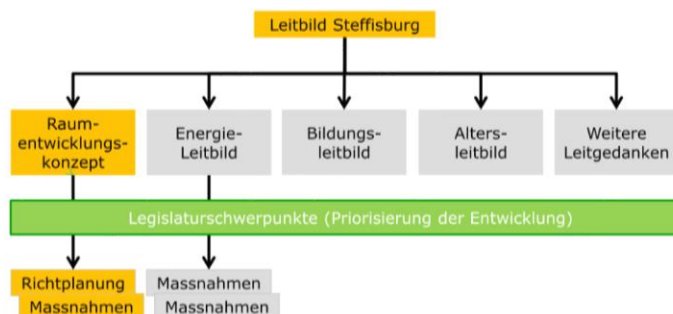 Leitbild Steffisburg
Raum-
entwicklungs-
konzept
Energie-
Leitbild
Bildungs-
leitbild
Alters-
leitbild
Weitere
Leitgedanken
Legislaturschwerpunkte (Priorisierung der Entwicklung)
Richtplanung
Massnahmen
Massnahmen
Massnahmen